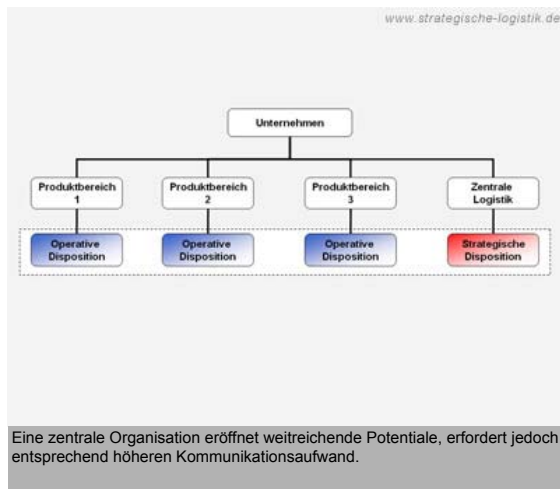 www.strategische-logistik.de
Unternehmen
Produktbereich
1
Produktbereich
2
Produktbereich
3
Zentrale
Logistik
Operative
Disposition
Operative
Disposition
Operative
Disposition
Strategische
Disposition
Eine zentrale Organisation eröffnet weitreichende Potentiale, erfordert jedoch
entsprechend höheren Kommunikationsaufwand.